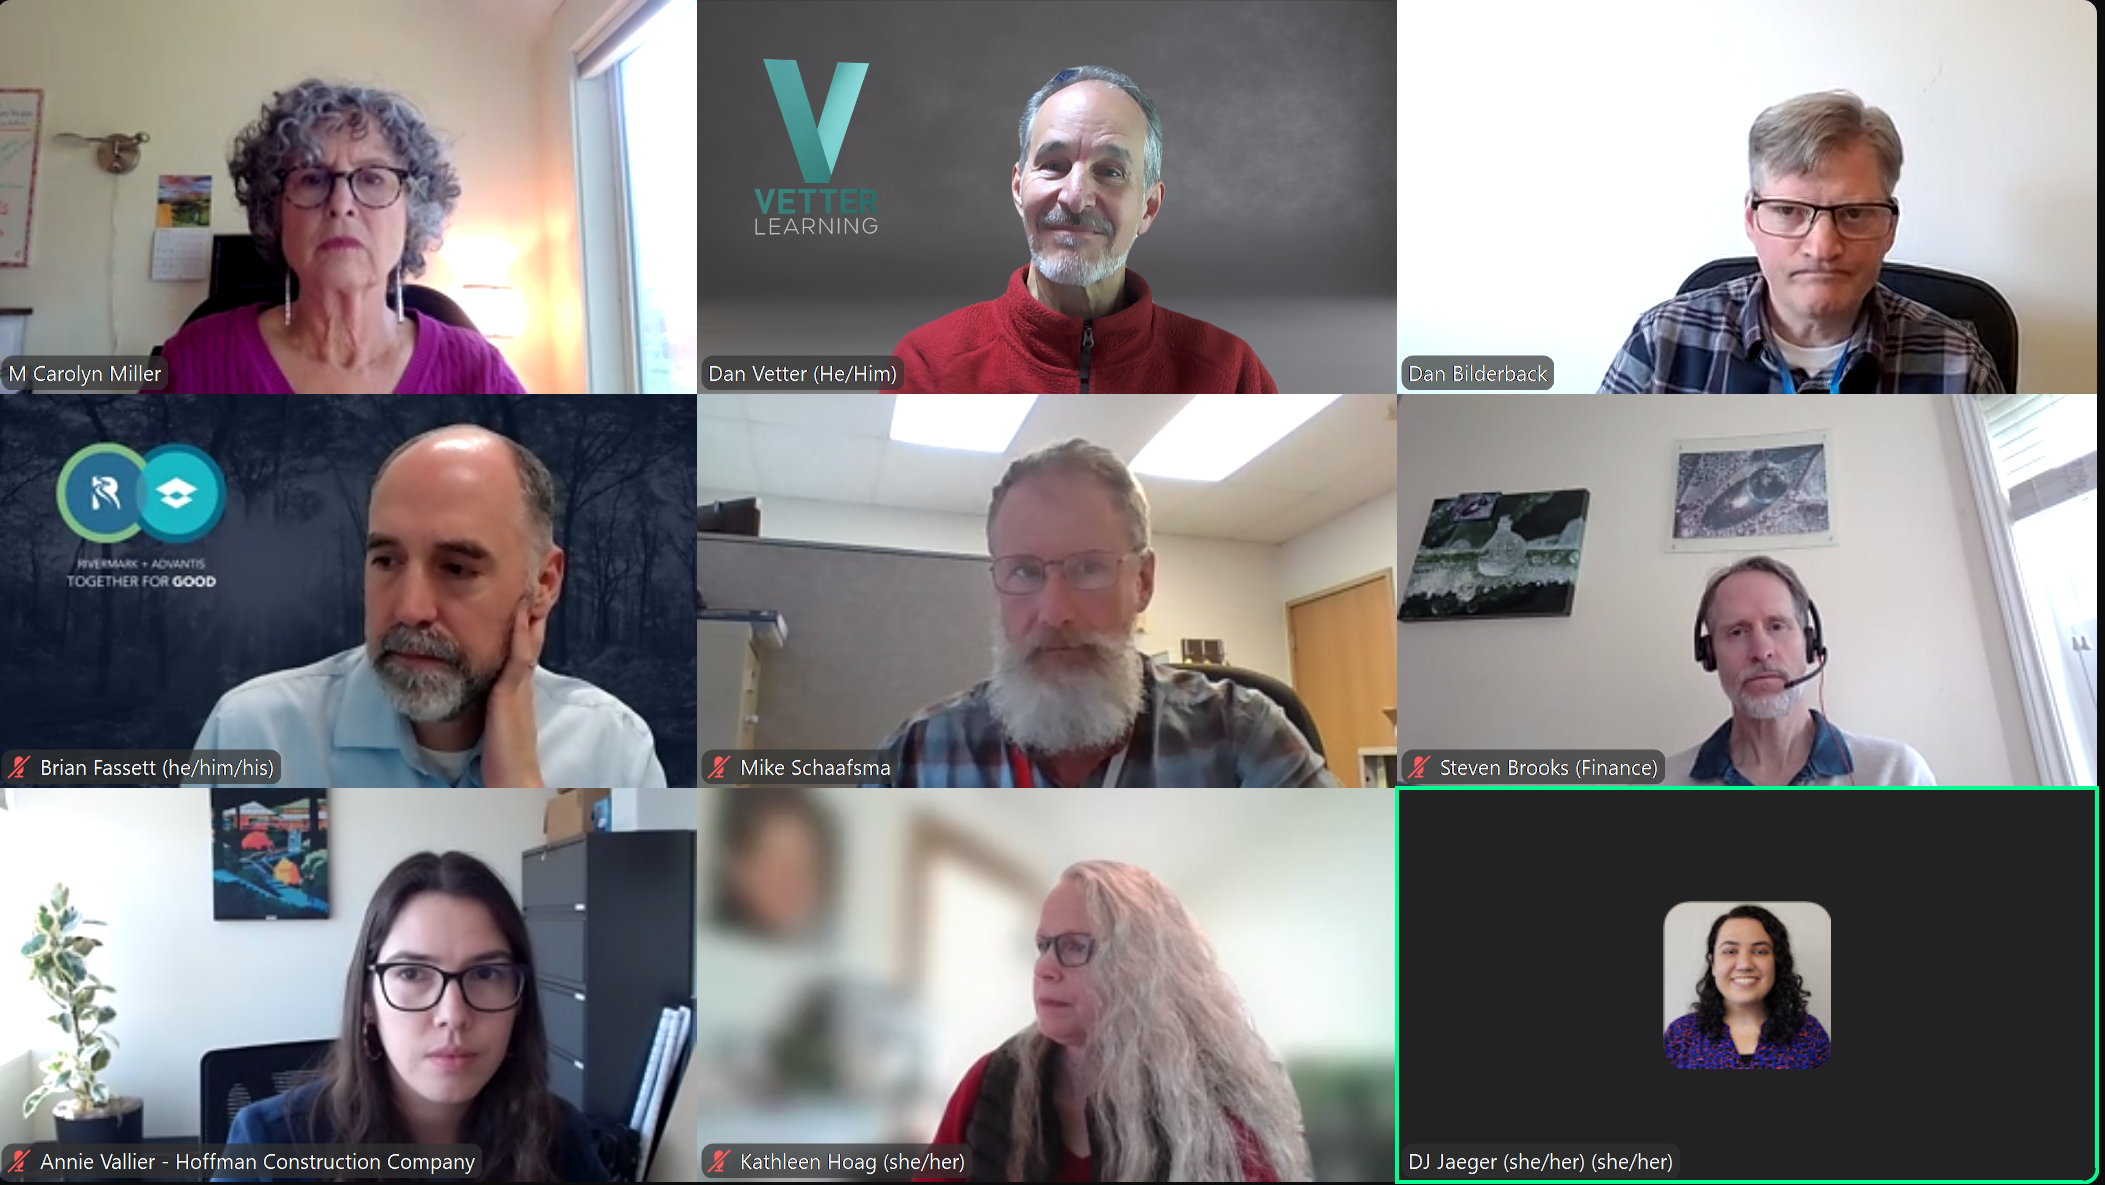 M Carolyn Miller
V
VETTER
LEARNING
Dan Vetter (He/Him)
Dan Bilderback
R
RIVERMARK + ADVANTIS
TOGETHER FOR GOOD
Brian Fassett (he/him/his)
Mike Schaafsma
Steven Brooks (Finance)
Annie Vallier - Hoffman Construction Company
Kathleen Hoag (she/her)
DJ Jaeger (she/her) (she/her)